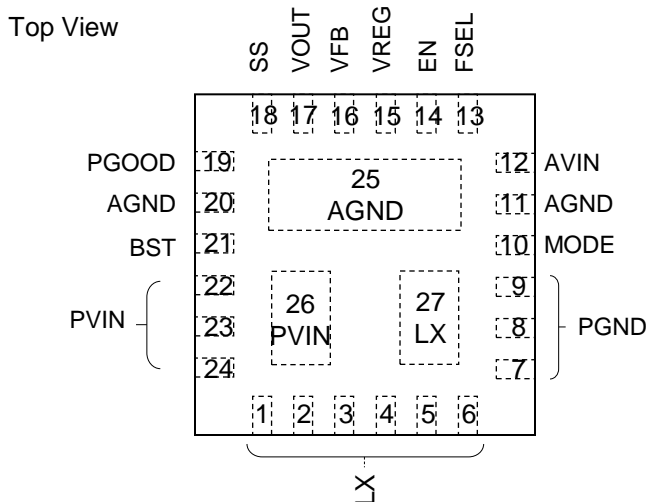 Top View
SS
VOUT
VFB
VREG
EN
FSEL
18
17
16
15
14
13
PGOOD
19
AGND
20
BST
21
22
23
24
PVIN
25
AGND
12
AVIN
11
AGND
10
MODE
9
8
7
PGND
26
PVIN
27
LX
1
2
3
4
5
6
LX